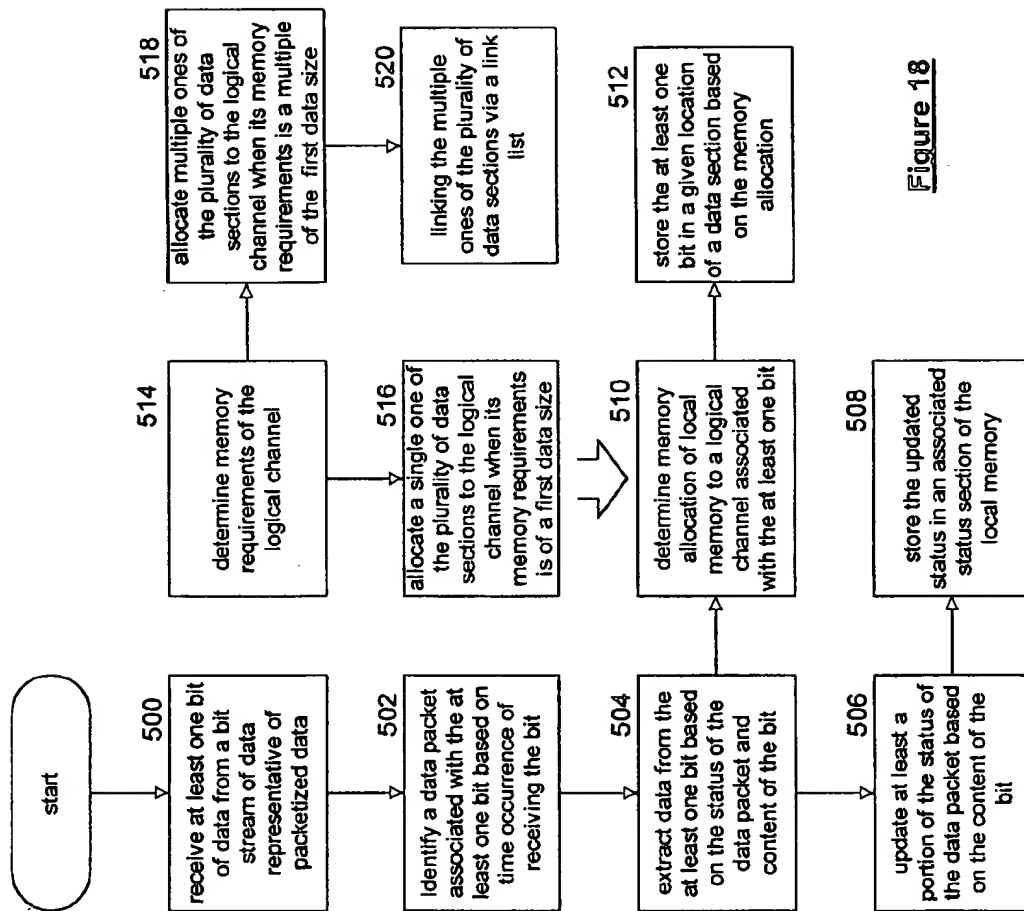 start
500
receive at least one bit
of data from a bit
stream of data
representative of
packetized data
502
Identify a data packet
associated with the at
least one bit based on
time occurrence of
receiving the bit
504
extract data from the
at least one bit based
on the status of the
data packet and
content of the bit
506
update at least a
portion of the status of
the data packet based
on the content of the
bit
514
determine memory
requirements of the
logical channel
516
allocate a single one of
the plurality of data
sections to the logical
channel when its
memory requirements
is of a first data size
510
determine memory
allocation of local
memory to a logical
channel associated
with the at least one bit
508
store the updated
status in an associated
status section of the
local memory
518
allocate multiple ones of
the plurality of data
sections to the logical
channel when its memory
requirements is a multiple
of the first data size
520
linking the multiple
ones of the plurality of
data sections via a link
list
512
store the at least one
bit in a given location
of a data section based
on the memory
allocation
Figure 18